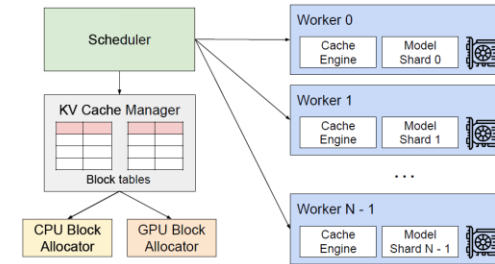 Scheduler
KV Cache Manager
Block tables
CPU Block
Allocator
GPU Block
Allocator
Worker 0
Cache
Engine
Model
Shard 0
Worker 1
Cache
Engine
Model
Shard 1
...
Worker N - 1
Cache
Engine
Model
Shard N - 1